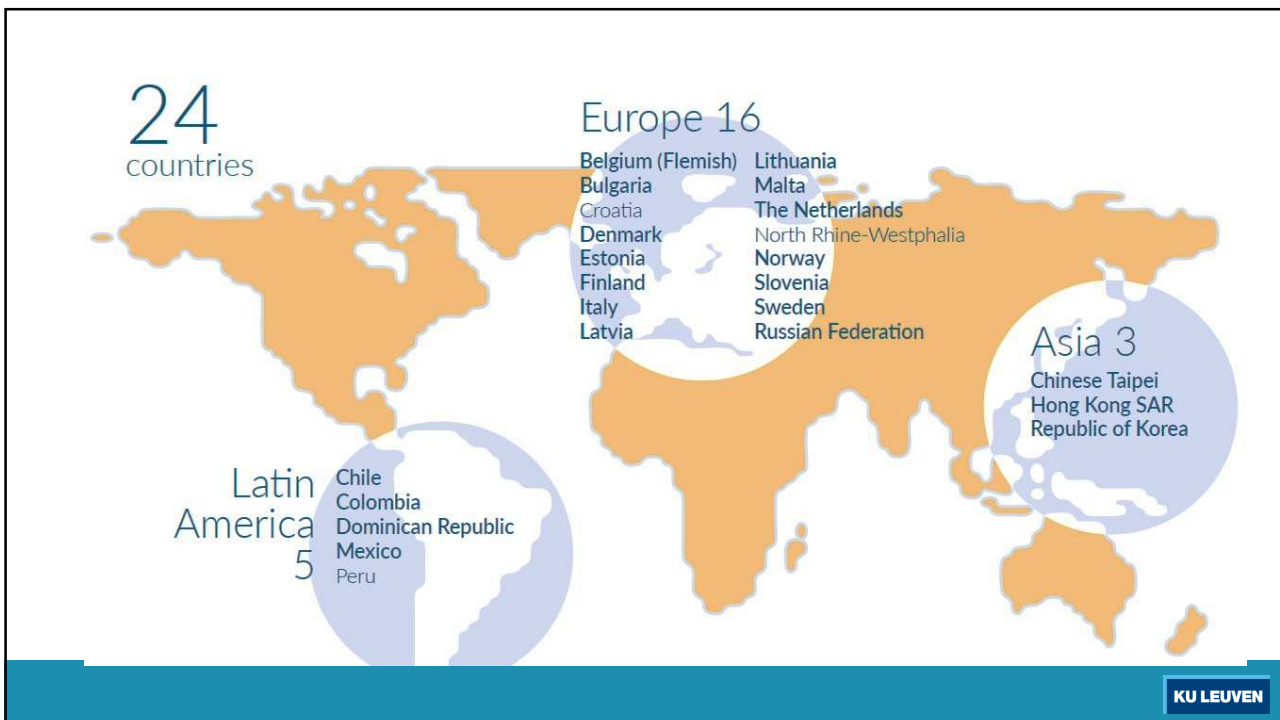 24
countries
Europe 16
Belgium (Flemish)
Bulgaria
Croatia
Denmark
Estonia
Finland
Italy
Latvia
Lithuania
Malta
The Netherlands
North Rhine-Westphalia
Norway
Slovenia
Sweden
Russian Federation
Asia 3
Chinese Taipei
Hong Kong SAR
Republic of Korea
Latin
America
5
Chile
Colombia
Dominican Republic
Mexico
Peru
KU LEUVEN